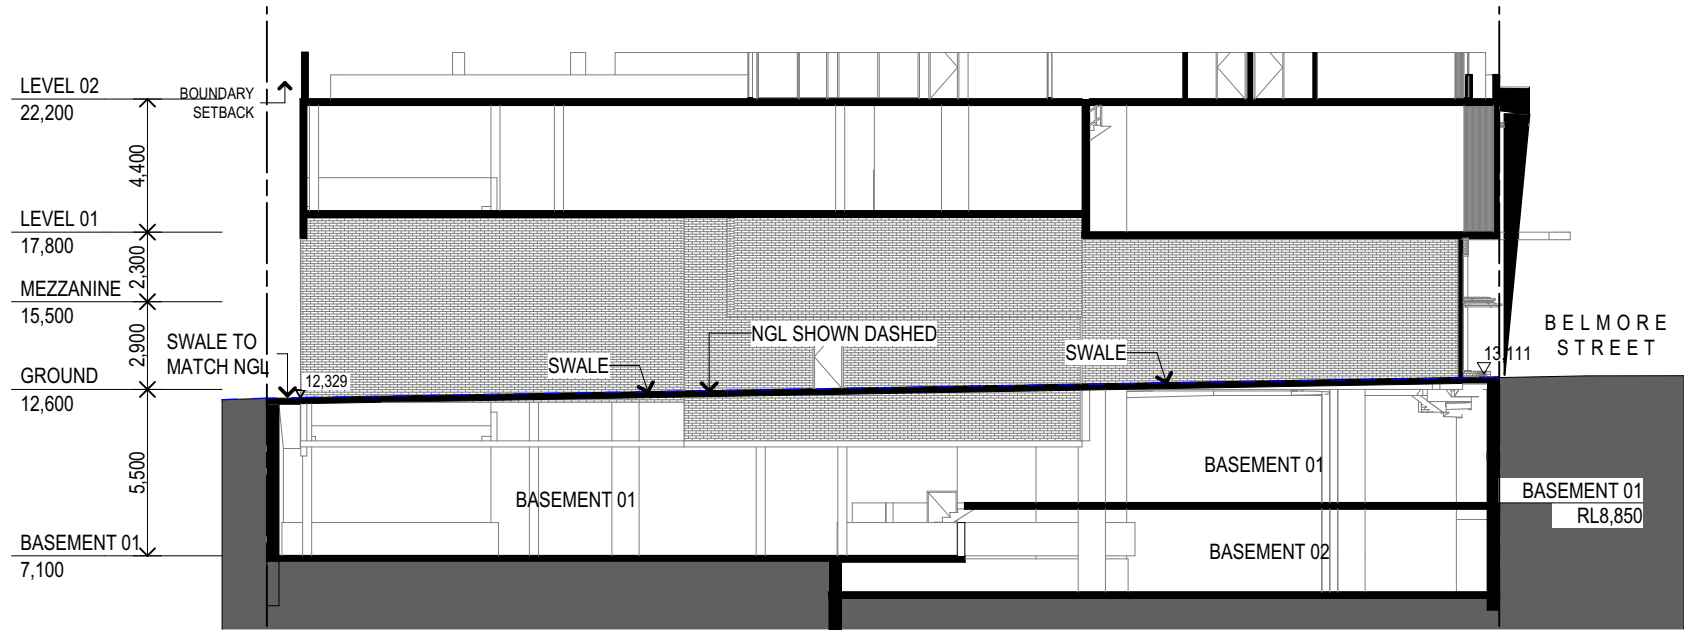 LEVEL 02
22,200
BOUNDARY
SETBACK
4,400
LEVEL 01
17,800
2,300
MEZZANINE
15,500
2,900
SWALE TO
MATCH NGL
GROUND
12,600
12,329
SWALE
NGL SHOWN DASHED
SWALE
13,111
BELMORE
STREET
5,500
BASEMENT 01
BASEMENT 01
BASEMENT 01
RL8,850
BASEMENT 01
7,100
BASEMENT 02